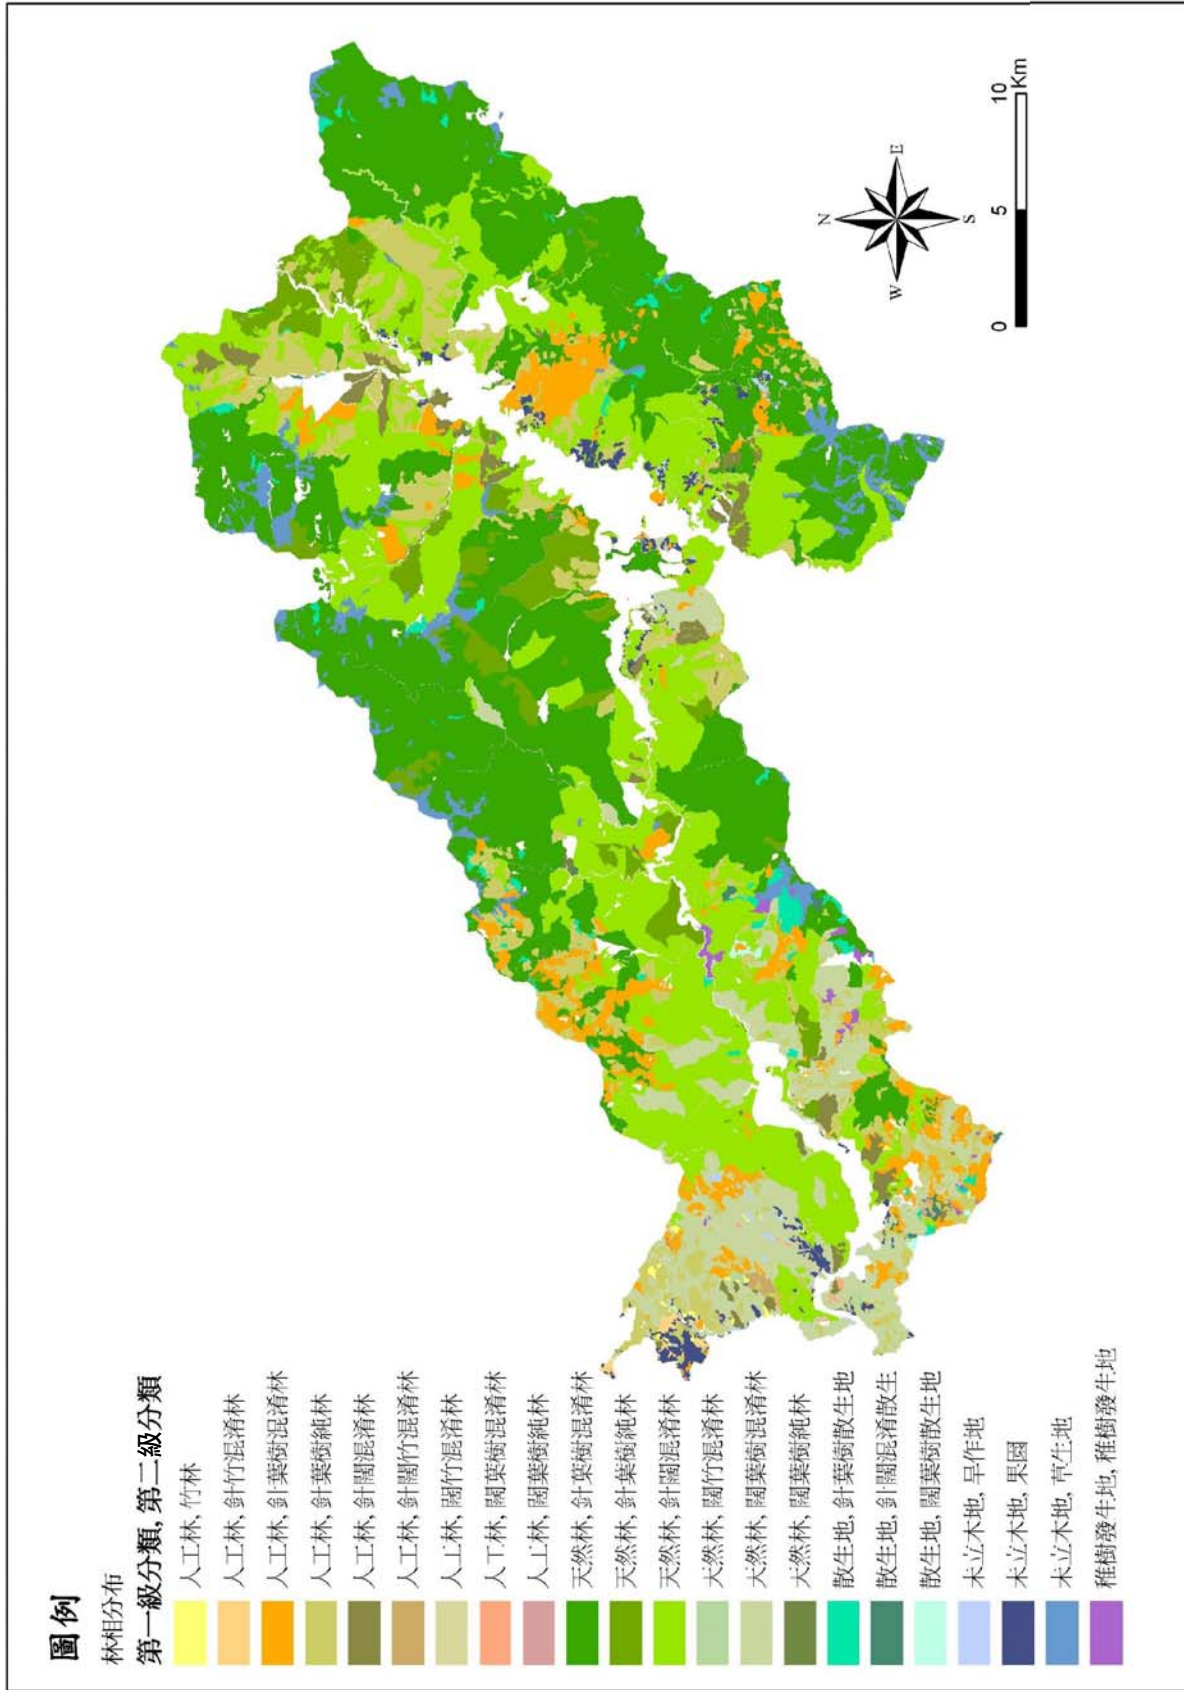 圖例
林相分布
第一級分類, 第二級分類
人工林, 竹林
人工林, 針竹混淆林
人工林, 針葉樹混淆林
人工林, 針葉樹純林
人工林, 針闊混淆林
人工林, 針闊竹混淆林
人工林, 闊竹混淆林
人工林, 闊葉樹混淆林
人工林, 闊葉樹純林
天然林, 針葉樹混淆林
天然林, 針葉樹純林
天然林, 針闊混淆林
天然林, 闊竹混淆林
天然林, 闊葉樹混淆林
天然林, 闊葉樹純林
散生地, 針葉樹散生地
散生地, 針闊混淆散生
散生地, 闊葉樹散生地
未立木地, 旱作地
未立木地, 果園
未立木地, 草生地
稚樹發生地, 稚樹發生地
N
W
E
S
0
5
10
Km